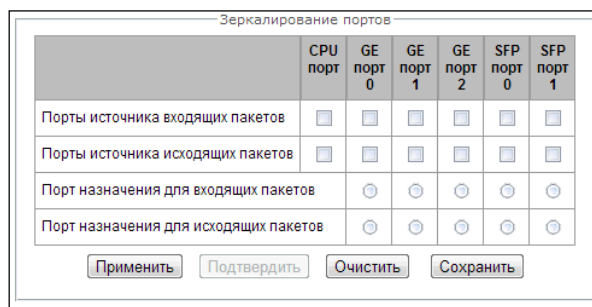 Зеркалирование портов
CPU порт GE порт 0 GE порт 1 GE порт 2 SFP порт 0 SFP порт 1
Порты источника входящих пакетов
Порты источника исходящих пакетов
Порт назначения для входящих пакетов
Порт назначения для исходящих пакетов
Применить Подтвердить Очистить Сохранить